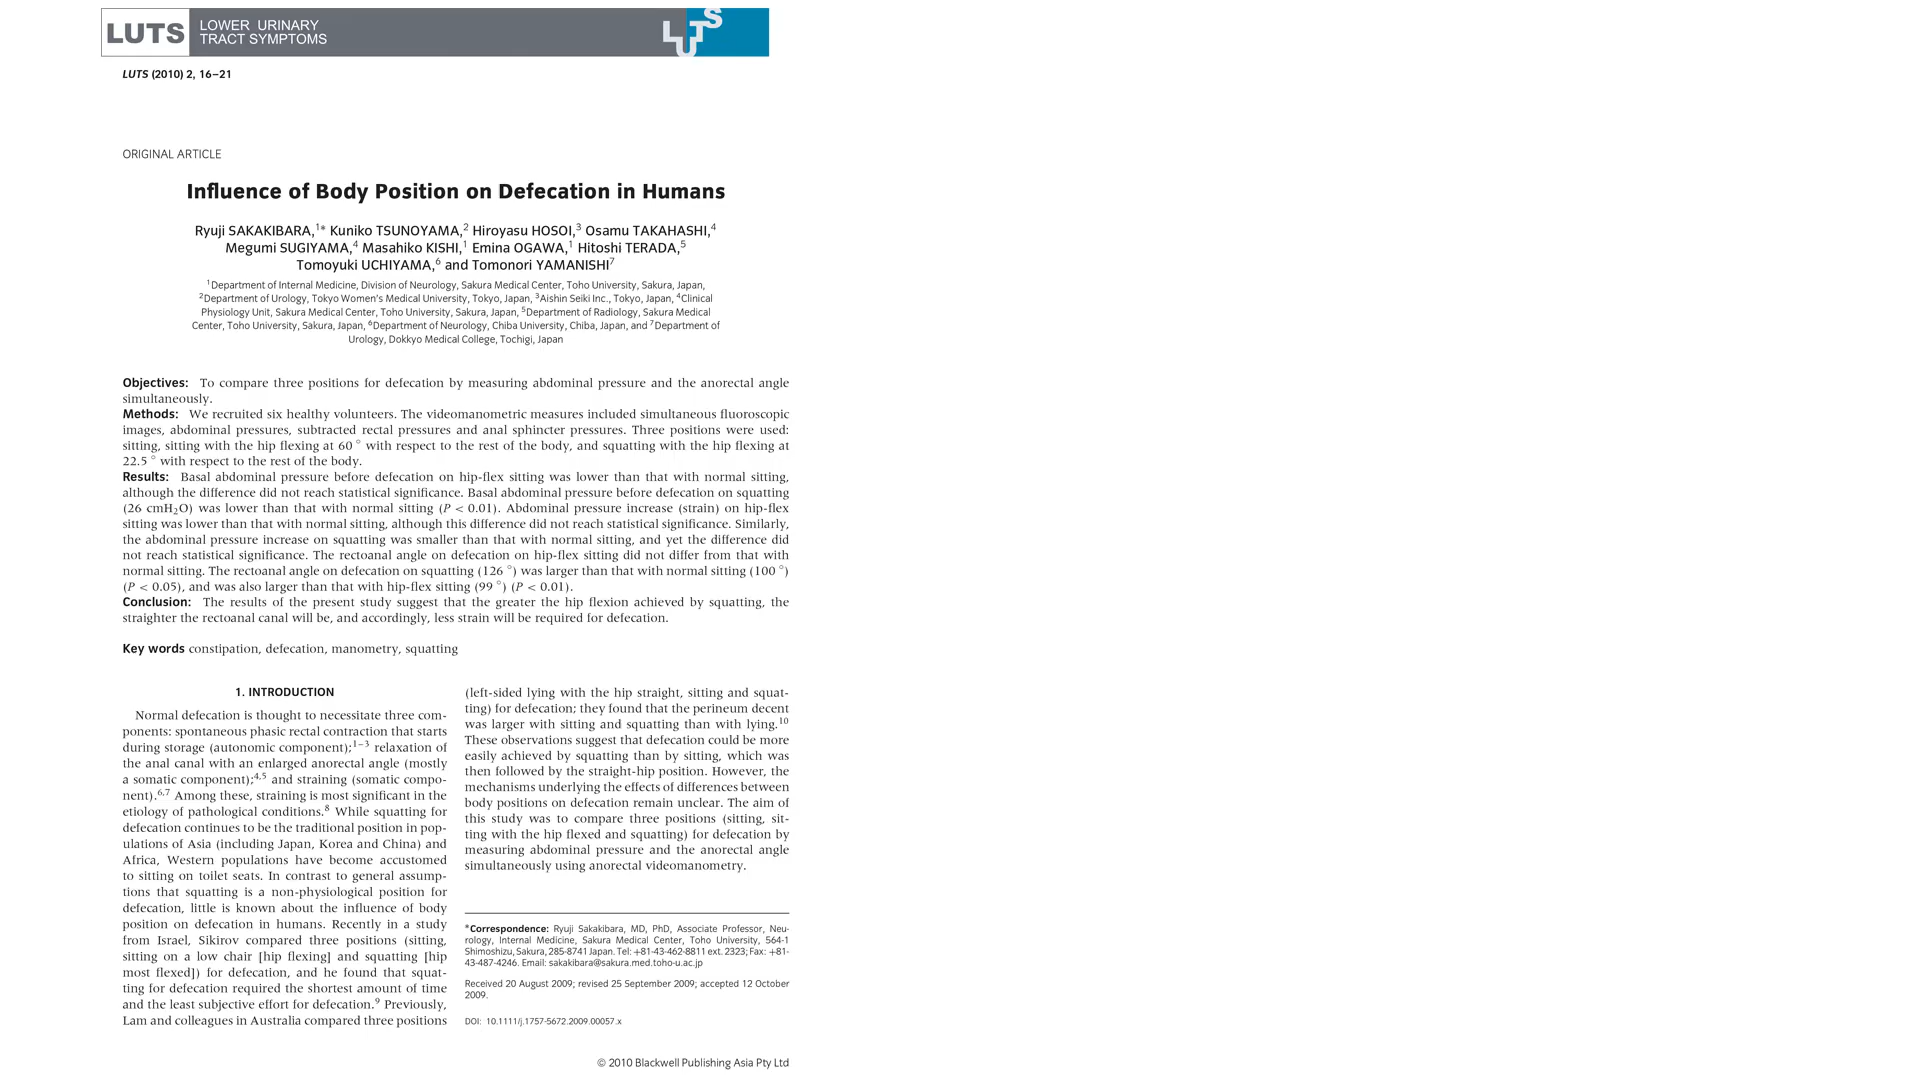 LUTS LOWER URINARY
TRACT SYMPTOMS
LUTS
LUTS (2010) 2, 16–21
ORIGINAL ARTICLE
Influence of Body Position on Defecation in Humans
Ryuji SAKAKIBARA,1* Kuniko TSUNOYAMA,2 Hiroyasu HOSOI,3 Osamu TAKAHASHI,4
Megumi SUGIYAMA,4 Masahiko KISHI,1 Emina OGAWA,1 Hitoshi TERADA,5
Tomoyuki UCHIYAMA,6 and Tomonori YAMANISHI7
1Department of Internal Medicine, Division of Neurology, Sakura Medical Center, Toho University, Sakura, Japan,
2Department of Urology, Tokyo Women's Medical University, Tokyo, Japan, 3Aishin Seiki Inc., Tokyo, Japan, 4Clinical
Physiology Unit, Sakura Medical Center, Toho University, Sakura, Japan, 5Department of Radiology, Sakura Medical
Center, Toho University, Sakura, Japan, 6Department of Neurology, Chiba University, Chiba, Japan, and 7Department of
Urology, Dokkyo Medical College, Tochigi, Japan
Objectives: To compare three positions for defecation by measuring abdominal pressure and the anorectal angle
simultaneously.
Methods: We recruited six healthy volunteers. The videomanometric measures included simultaneous fluoroscopic
images, abdominal pressures, subtracted rectal pressures and anal sphincter pressures. Three positions were used:
sitting, sitting with the hip flexing at 60 ° with respect to the rest of the body, and squatting with the hip flexing at
22.5 ° with respect to the rest of the body.
Results: Basal abdominal pressure before defecation on hip-flex sitting was lower than that with normal sitting,
although the difference did not reach statistical significance. Basal abdominal pressure before defecation on squatting
(26 cmH2O) was lower than that with normal sitting (P < 0.01). Abdominal pressure increase (strain) on hip-flex
sitting was lower than that with normal sitting, although this difference did not reach statistical significance. Similarly,
the abdominal pressure increase on squatting was smaller than that with normal sitting, and yet the difference did
not reach statistical significance. The rectoanal angle on defecation on hip-flex sitting did not differ from that with
normal sitting. The rectoanal angle on defecation on squatting (126 °) was larger than that with normal sitting (100 °)
(P < 0.05), and was also larger than that with hip-flex sitting (99 °) (P < 0.01).
Conclusion: The results of the present study suggest that the greater the hip flexion achieved by squatting, the
straighter the rectoanal canal will be, and accordingly, less strain will be required for defecation.
Key words constipation, defecation, manometry, squatting
1. INTRODUCTION
Normal defecation is thought to necessitate three com-
ponents: spontaneous phasic rectal contraction that starts
during storage (autonomic component);1–3 relaxation of
the anal canal with an enlarged anorectal angle (mostly
a somatic component);4,5 and straining (somatic compo-
nent).6,7 Among these, straining is most significant in the
etiology of pathological conditions.8 While squatting for
defecation continues to be the traditional position in pop-
ulations of Asia (including Japan, Korea and China) and
Africa, Western populations have become accustomed
to sitting on toilet seats. In contrast to general assump-
tions that squatting is a non-physiological position for
defecation, little is known about the influence of body
position on defecation in humans. Recently in a study
from Israel, Sikirov compared three positions (sitting,
sitting on a low chair [hip flexing] and squatting [hip
most flexed]) for defecation, and he found that squat-
ting for defecation required the shortest amount of time
and the least subjective effort for defecation.9 Previously,
Lam and colleagues in Australia compared three positions
(left-sided lying with the hip straight, sitting and squat-
ting) for defecation; they found that the perineum decent
was larger with sitting and squatting than with lying.10
These observations suggest that defecation could be more
easily achieved by squatting than by sitting, which was
then followed by the straight-hip position. However, the
mechanisms underlying the effects of differences between
body positions on defecation remain unclear. The aim of
this study was to compare three positions (sitting, sit-
ting with the hip flexed and squatting) for defecation by
measuring abdominal pressure and the anorectal angle
simultaneously using anorectal videomanometry.
*Correspondence: Ryuji Sakakibara, MD, PhD, Associate Professor, Neu-
rology, Internal Medicine, Sakura Medical Center, Toho University, 564-1
Shimoshizu, Sakura, 285-8741 Japan. Tel: +81-43-462-8811 ext. 2323; Fax: +81-
43-487-4246. Email: sakakibara@sakura.med.toho-u.ac.jp
Received 20 August 2009; revised 25 September 2009; accepted 12 October
2009.
DOI: 10.1111/j.1757-5672.2009.00057.x
© 2010 Blackwell Publishing Asia Pty Ltd